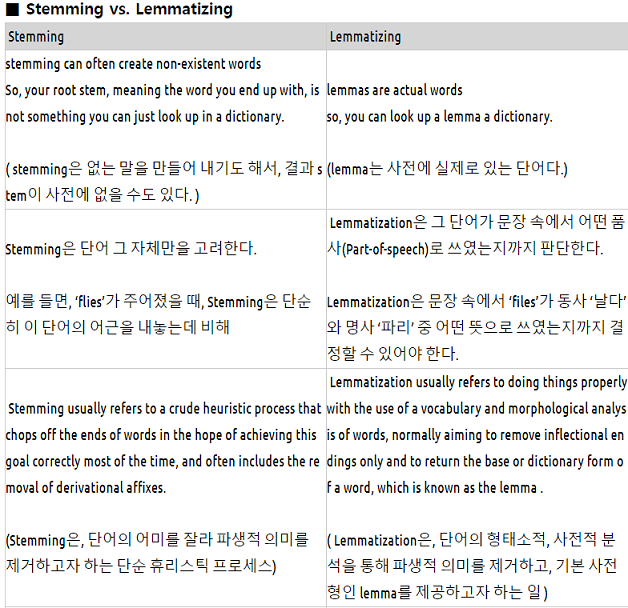 ■ Stemming vs. Lemmatizing
Stemming
Lemmatizing
stemming can often create non-existent words
So, your root stem, meaning the word you end up with, is
not something you can just look up in a dictionary.
( stemming은 없는 말을 만들어 내기도 해서, 결과 s
tem이 사전에 없을 수도 있다. )
lemmas are actual words
so, you can look up a lemma a dictionary.
(lemma는 사전에 실제로 있는 단어다.)
Stemming은 단어 그 자체만을 고려한다.
예를 들면, ‘flies’가 주어졌을 때, Stemming은 단순
히 이 단어의 어근을 내놓는데 비해
Lemmatization은 그 단어가 문장 속에서 어떤 품
사(Part-of-speech)로 쓰였는지까지 판단한다.
Lemmatization은 문장 속에서 ‘files’가 동사 ‘날다’
와 명사 ‘파리’ 중 어떤 뜻으로 쓰였는지까지 결
정할 수 있어야 한다.
Stemming usually refers to a crude heuristic process that
chops off the ends of words in the hope of achieving this
goal correctly most of the time, and often includes the re
moval of derivational affixes.
(Stemming은, 단어의 어미를 잘라 파생적 의미를
제거하고자 하는 단순 휴리스틱 프로세스)
Lemmatization usually refers to doing things properly
with the use of a vocabulary and morphological analys
is of words, normally aiming to remove inflectional en
dings only and to return the base or dictionary form o
f a word, which is known as the lemma .
( Lemmatization은, 단어의 형태소적, 사전적 분
석을 통해 파생적 의미를 제거하고, 기본 사전
형인 lemma를 제공하고자 하는 일 )